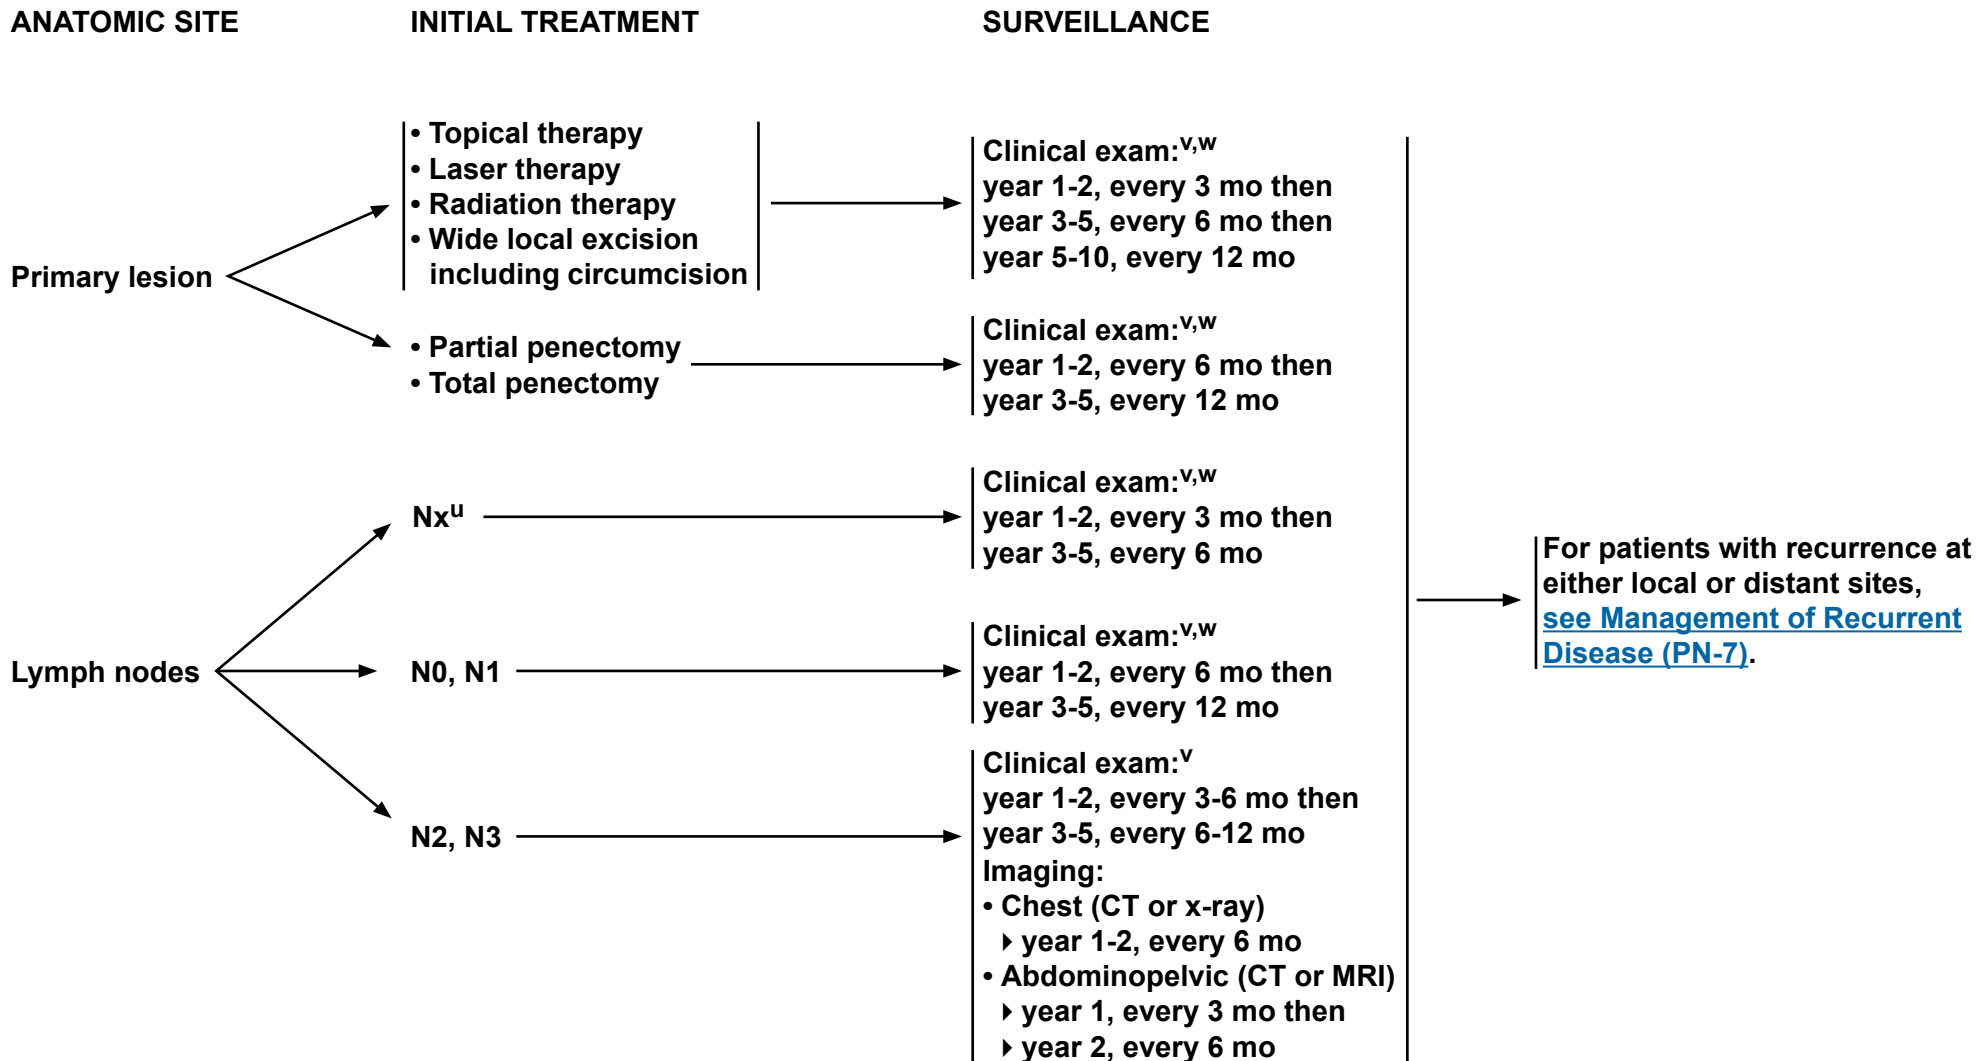 ANATOMIC SITE
INITIAL TREATMENT
SURVEILLANCE
Primary lesion
• Topical therapy
• Laser therapy
• Radiation therapy
• Wide local excision
including circumcision
Clinical exam:v,w
year 1-2, every 3 mo then
year 3-5, every 6 mo then
year 5-10, every 12 mo
• Partial penectomy
• Total penectomy
Clinical exam:v,w
year 1-2, every 6 mo then
year 3-5, every 12 mo
Lymph nodes
Nxu
Clinical exam:v,w
year 1-2, every 3 mo then
year 3-5, every 6 mo
N0, N1
Clinical exam:v,w
year 1-2, every 6 mo then
year 3-5, every 12 mo
N2, N3
Clinical exam:v
year 1-2, every 3-6 mo then
year 3-5, every 6-12 mo
Imaging:
• Chest (CT or x-ray)
▸ year 1-2, every 6 mo
• Abdominopelvic (CT or MRI)
▸ year 1, every 3 mo then
▸ year 2, every 6 mo
For patients with recurrence at
either local or distant sites,
see Management of Recurrent
Disease (PN-7).